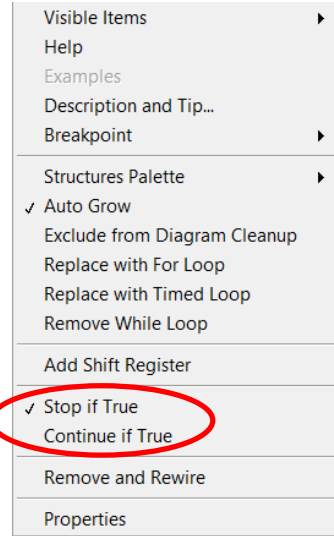 Visible Items
Help
Examples
Description and Tip...
Breakpoint
Structures Palette
Auto Grow
Exclude from Diagram Cleanup
Replace with For Loop
Replace with Timed Loop
Remove While Loop
Add Shift Register
Stop if True
Continue if True
Remove and Rewire
Properties